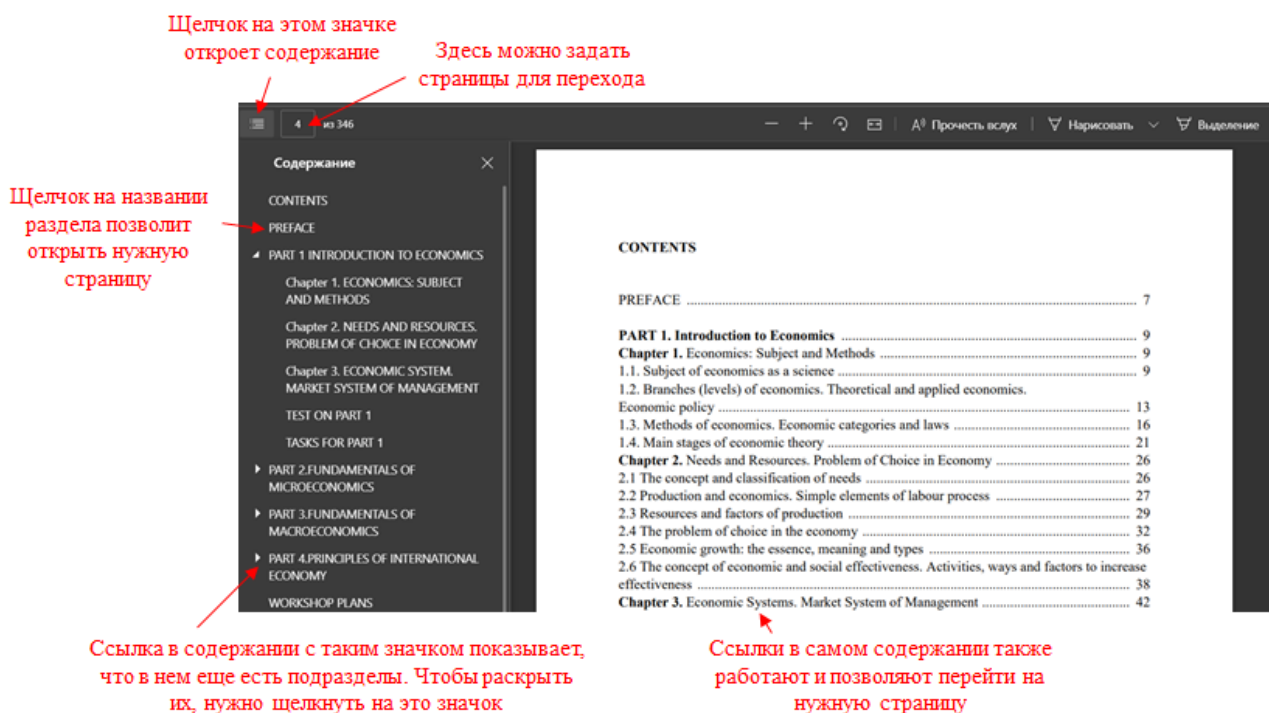 Щелчок на этом значке
откроет содержание
Здесь можно задать
страницы для перехода
4 из 346
Прочесть вслух
Нарисовать
Выделение
Щелчок на названии
раздела позволит
открыть нужную
страницу
Содержание
CONTENTS
PREFACE
PART 1 INTRODUCTION TO ECONOMICS
Chapter 1. ECONOMICS: SUBJECT
AND METHODS
Chapter 2. NEEDS AND RESOURCES.
PROBLEM OF CHOICE IN ECONOMY
Chapter 3. ECONOMIC SYSTEM.
MARKET SYSTEM OF MANAGEMENT
TEST ON PART 1
TASKS FOR PART 1
PART 2.FUNDAMENTALS OF
MICROECONOMICS
PART 3.FUNDAMENTALS OF
MACROECONOMICS
PART 4.PRINCIPLES OF INTERNATIONAL
ECONOMY
WORKSHOP PLANS
CONTENTS
PREFACE ........ 7
PART 1. Introduction to Economics ........ 9
Chapter 1. Economics: Subject and Methods ........ 9
1.1. Subject of economics as a science ........ 9
1.2. Branches (levels) of economics. Theoretical and applied economics.
Economic policy ........ 13
1.3. Methods of economics. Economic categories and laws ........ 16
1.4. Main stages of economic theory ........ 21
Chapter 2. Needs and Resources. Problem of Choice in Economy ........ 26
2.1 The concept and classification of needs ........ 26
2.2 Production and economics. Simple elements of labour process ........ 27
2.3 Resources and factors of production ........ 29
2.4 The problem of choice in the economy ........ 32
2.5 Economic growth: the essence, meaning and types ........ 36
2.6 The concept of economic and social effectiveness. Activities, ways and factors to increase
effectiveness ........ 38
Chapter 3. Economic Systems. Market System of Management ........ 42
Ссылка в содержании с таким значком показывает,
что в нем еще есть подразделы. Чтобы раскрыть
их, нужно щелкнуть на это значок
Ссылки в самом содержании также
работают и позволяют перейти на
нужную страницу